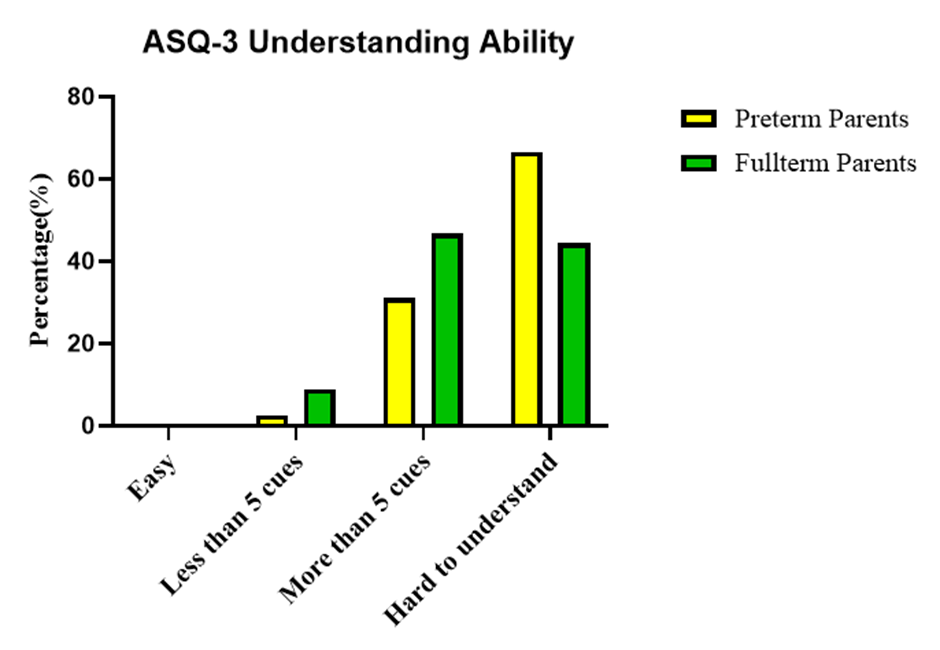 ASQ-3 Understanding Ability
Percentage(%)
80
60
40
20
0
Easy
Less than 5 cues
More than 5 cues
Hard to understand
Preterm Parents
Fullterm Parents